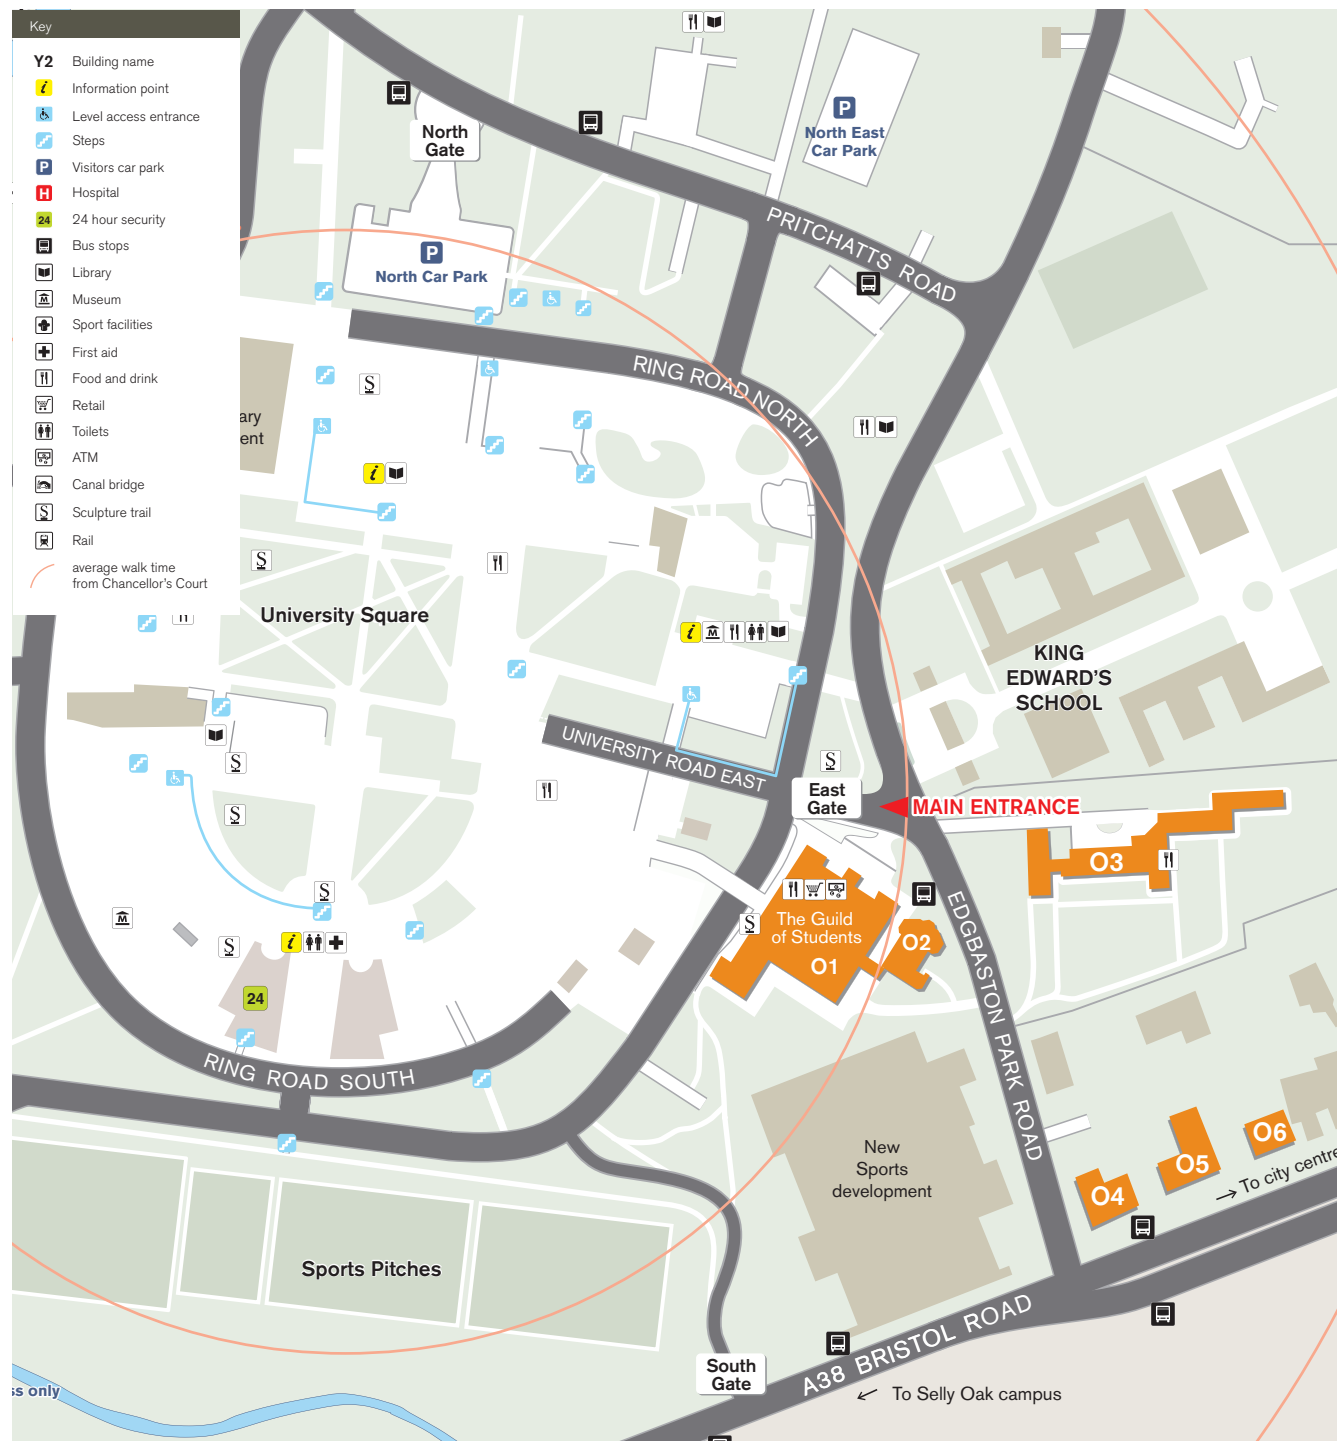 Key
Y2 Building name
i Information point
Level access entrance
Steps
P Visitors car park
H Hospital
24 24 hour security
Bus stops
Library
M Museum
Sport facilities
First aid
Food and drink
Retail
Toilets
ATM
Canal bridge
S Sculpture trail
Rail
average walk time
from Chancellor's Court
North
Gate
P
North East
Car Park
PRITCHATTS ROAD
P
North Car Park
RING ROAD NORTH
S
ary
ent
i
S
University Square
i M
KING
EDWARD'S
SCHOOL
UNIVERSITY ROAD EAST
S
S
East
Gate
MAIN ENTRANCE
S
O3
S
M
S
i
S
The Guild
of Students
O1
O2
EDGBASTON PARK ROAD
24
RING ROAD SOUTH
New
Sports
development
O4
O5
O6
→ To city centre
Sports Pitches
A38 BRISTOL ROAD
South
Gate
← To Selly Oak campus
ss only